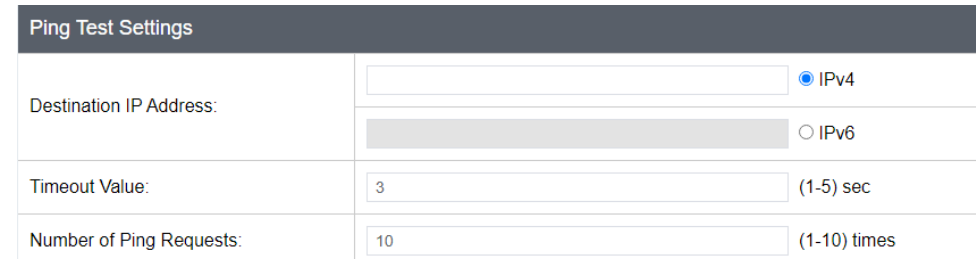 Ping Test Settings
Destination IP Address:
IPv4
IPv6
Timeout Value: 3 (1-5) sec
Number of Ping Requests: 10 (1-10) times